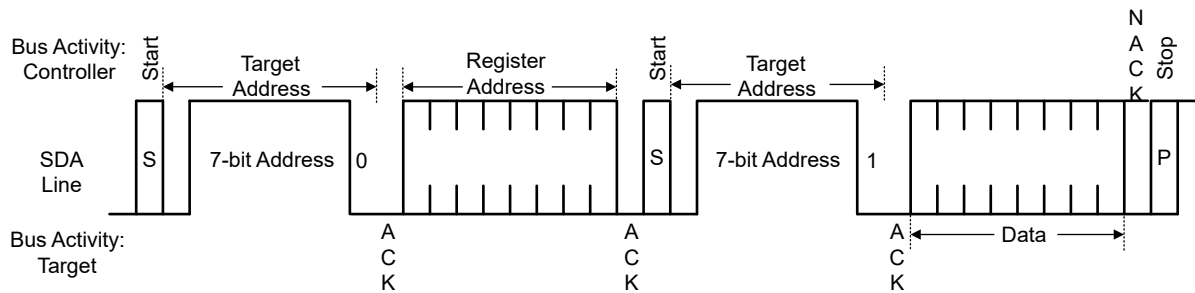 Bus Activity:
Controller
Start
Target
Address
Register
Address
Start
Target
Address
N
A
C
K
Stop
SDA
Line
S
7-bit Address
0
S
7-bit Address
1
P
Bus Activity:
Target
A
C
K
A
C
K
A
C
K
Data